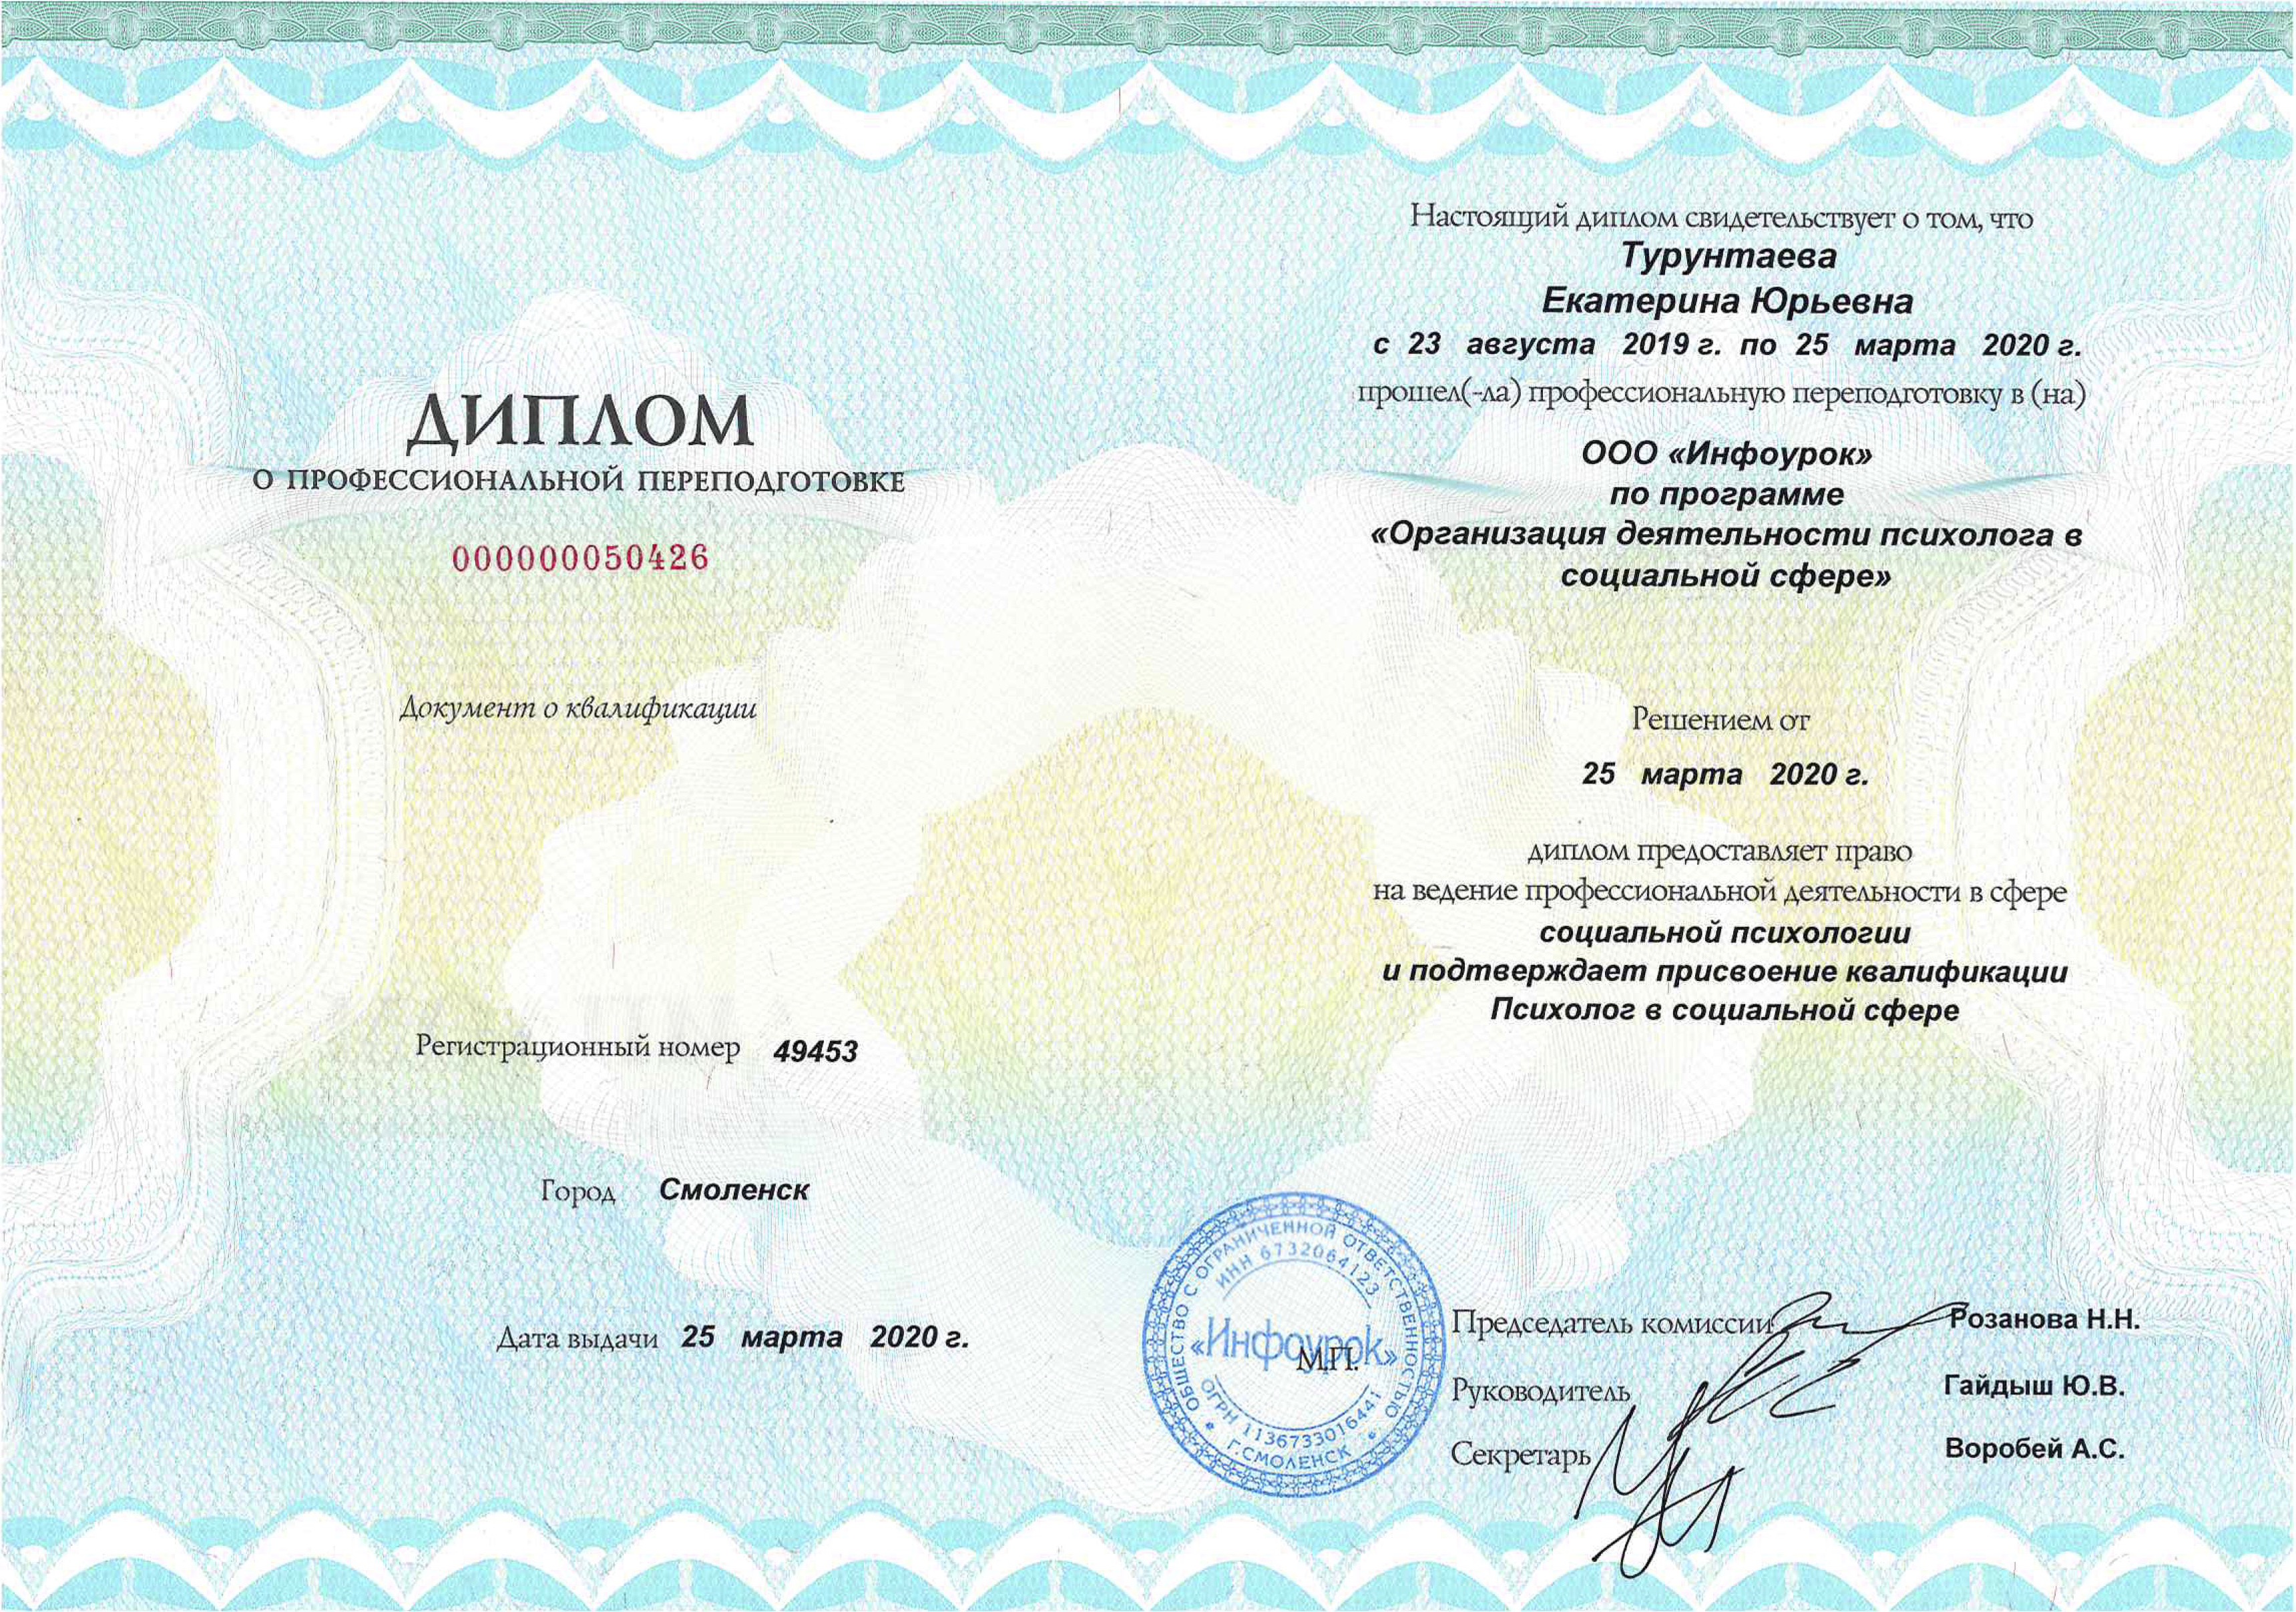 ДИПЛОМ
О ПРОФЕССИОНАЛЬНОЙ ПЕРЕПОДГОТОВКЕ
000000050426
Документ о квалификации
Регистрационный номер 49453
Город Смоленск
Дата выдачи 25 марта 2020 г.
Настоящий диплом свидетельствует о том, что
Турунтаева
Екатерина Юрьевна
с 23 августа 2019 г. по 25 марта 2020 г.
прошел(-ла) профессиональную переподготовку в (на)
ООО «Инфоурок»
по программе
«Организация деятельности психолога в
социальной сфере»
Решением от
25 марта 2020 г.
диплом предоставляет право
на ведение профессиональной деятельности в сфере
социальной психологии
и подтверждает присвоение квалификации
Психолог в социальной сфере
ОБЩЕСТВО С ОГРАНИЧЕННОЙ ОТВЕТСТВЕННОСТЬЮ
ИНН 6732064123
«Инфоурок»
М.П.
ОГРН 1136733016441
Г.СМОЛЕНСК
Председатель комиссии Розанова Н.Н.
Руководитель Гайдыш Ю.В.
Секретарь Воробей А.С.